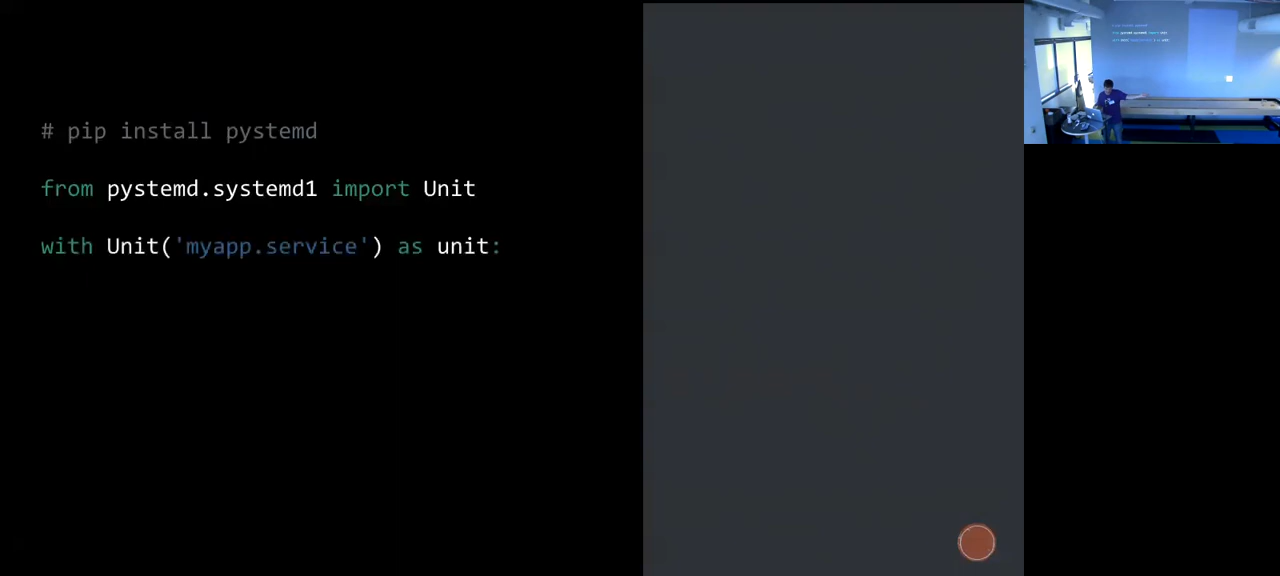 # pip install pystemd
from pystemd.systemd1 import Unit
with Unit('myapp.service') as unit: